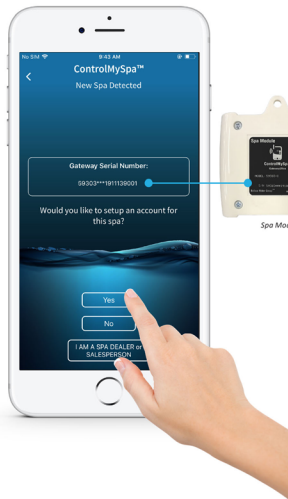 No SIM
9:43 AM
ControlMySpa™
New Spa Detected
Gateway Serial Number:
59303***1911139001
Would you like to setup an account for
this spa?
Yes
No
I AM A SPA DEALER or
SALESPERSON
Spa Module
ControlMySpa
Spa Mod